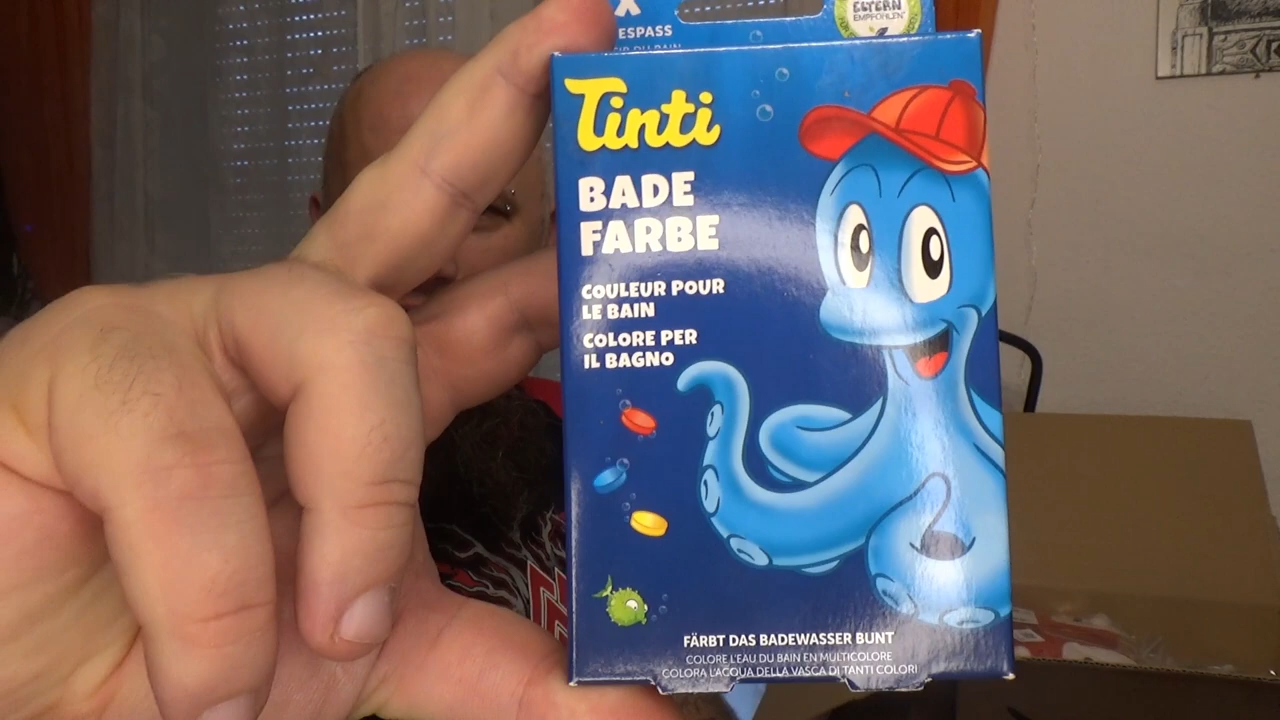 X
ESPASS
ELTERN
EMPFOHLEN
Tinti
BADE
FARBE
COULEUR POUR
LE BAIN
COLORE PER
IL BAGNO
FÄRBT DAS BADEWASSER BUNT
COLORE L'EAU DU BAIN EN MULTICOLORE
COLORA L'ACQUA DELLA VASCA DI TANTI COLORI